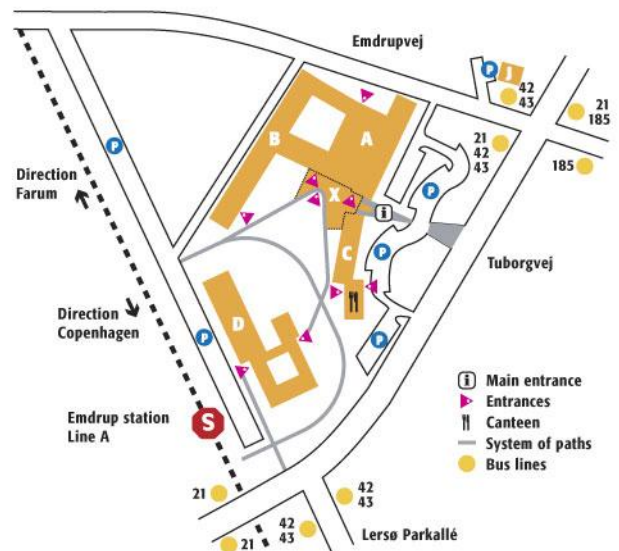 Emdrupvej
P
J
42
43
21
185
21
42
43
185
A
B
P
Direction
Farum
X
P
i
C
P
Tuborgvej
Direction
Copenhagen
D
P
P
i Main entrance
Entrances
Canteen
System of paths
Bus lines
Emdrup station
Line A
S
21
42
43
42
43
21
Lersø Parkallé